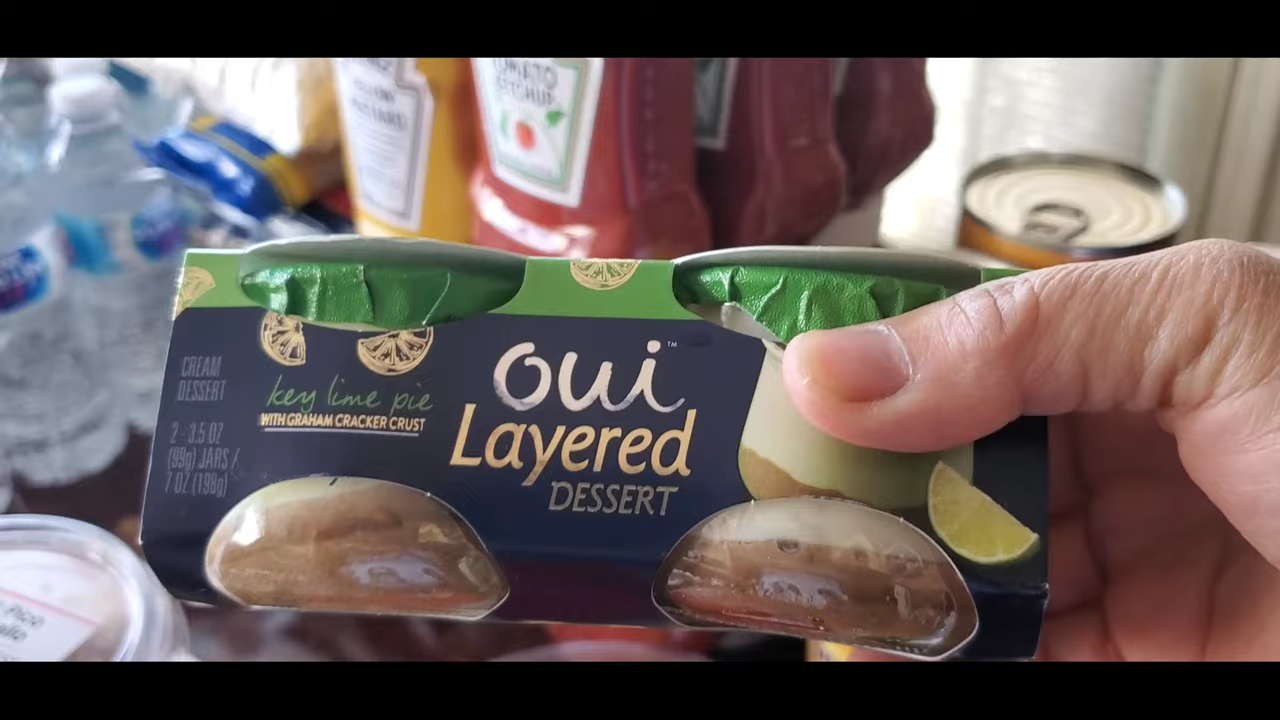 TOMATO
KETCHUP
oui™
CREAM
DESSERT
key lime pie
WITH GRAHAM CRACKER CRUST
Layered
DESSERT
2 - 3.5 OZ
(99g) JARS /
7 OZ (198g)